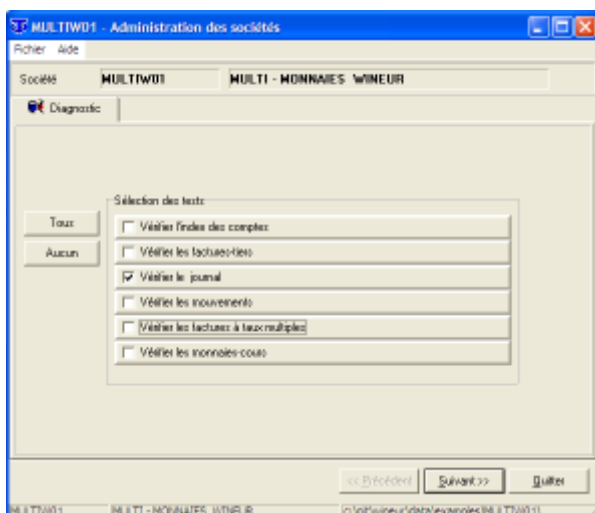 MULTIW01 - Administration des sociétés
Fichier Aide
Société MULTIW01 MULTI - MONNAIES WINEUR
Diagnostic
Sélection des tests
Tous
Aucun
Vérifier l'index des comptes
Vérifier les factures-tiers
Vérifier le journal
Vérifier les mouvements
Vérifier les factures à taux multiples
Vérifier les monnaies-cours
<< Précédent Suivant >> Quitter
MULTIW01 MULTI - MONNAIES WINEUR